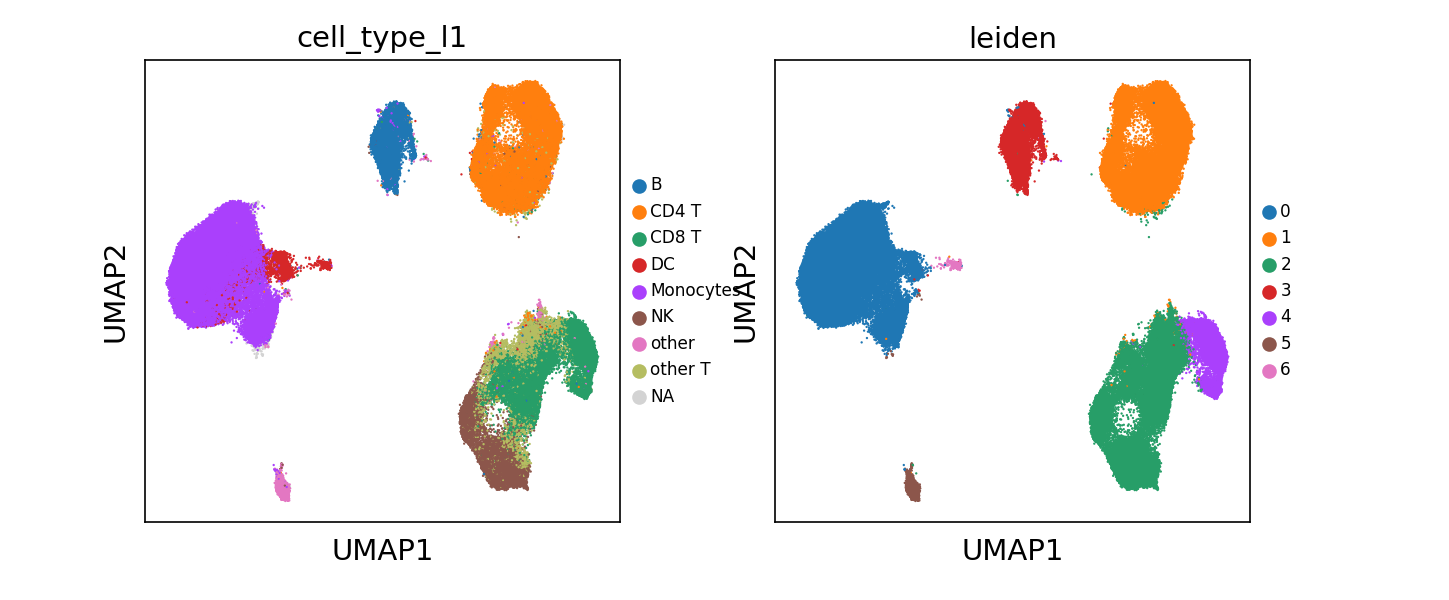 cell_type_l1
UMAP2
UMAP1
B
CD4 T
CD8 T
DC
Monocytes
NK
other
other T
NA
leiden
UMAP2
UMAP1
0
1
2
3
4
5
6